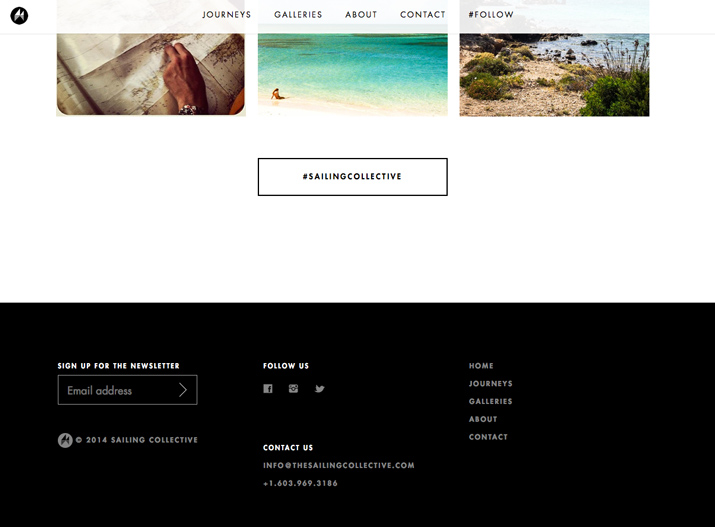 JOURNEYS GALLERIES ABOUT CONTACT #FOLLOW
#SAILINGCOLLECTIVE
SIGN UP FOR THE NEWSLETTER
Email address
© 2014 SAILING COLLECTIVE
FOLLOW US
CONTACT US
INFO@THESAILINGCOLLECTIVE.COM
+1.603.969.3186
HOME
JOURNEYS
GALLERIES
ABOUT
CONTACT